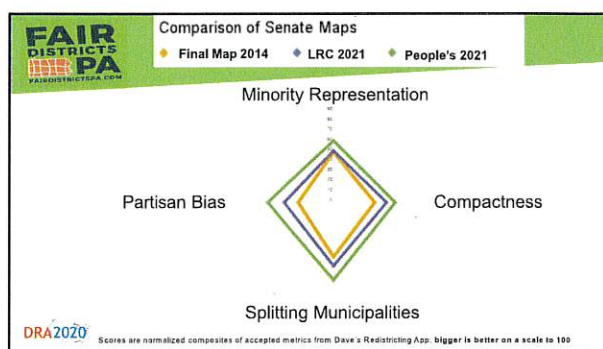 FAIR
DISTRICTS
PA
FAIRDISTRICTSPA.COM
Comparison of Senate Maps
Final Map 2014 LRC 2021 People's 2021
Minority Representation
Partisan Bias
Compactness
Splitting Municipalities
DRA2020
Scores are normalized composites of accepted metrics from Dave's Redistricting App, bigger is better on a scale to 100